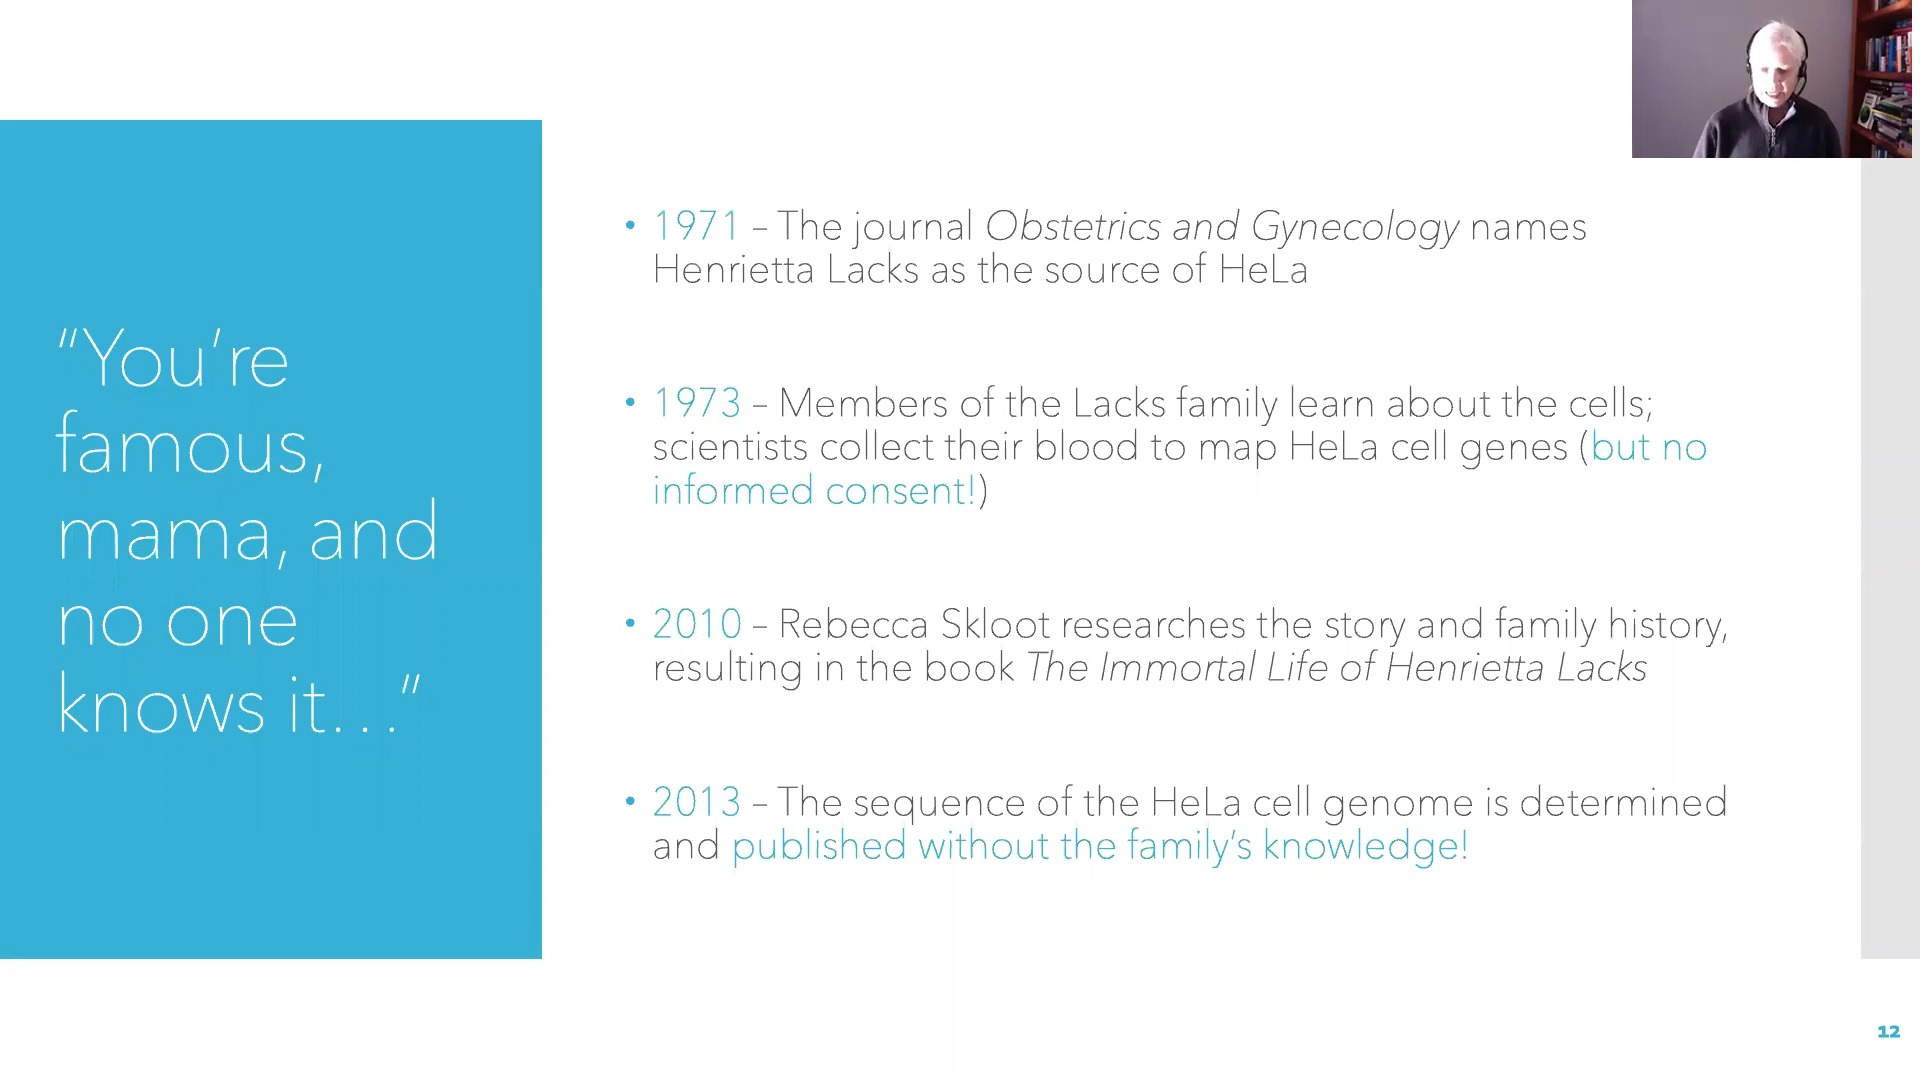 “You’re
famous,
mama, and
no one
knows it…”
• 1971 – The journal Obstetrics and Gynecology names
Henrietta Lacks as the source of HeLa
• 1973 – Members of the Lacks family learn about the cells;
scientists collect their blood to map HeLa cell genes (but no
informed consent!)
• 2010 – Rebecca Skloot researches the story and family history,
resulting in the book The Immortal Life of Henrietta Lacks
• 2013 – The sequence of the HeLa cell genome is determined
and published without the family’s knowledge!
12